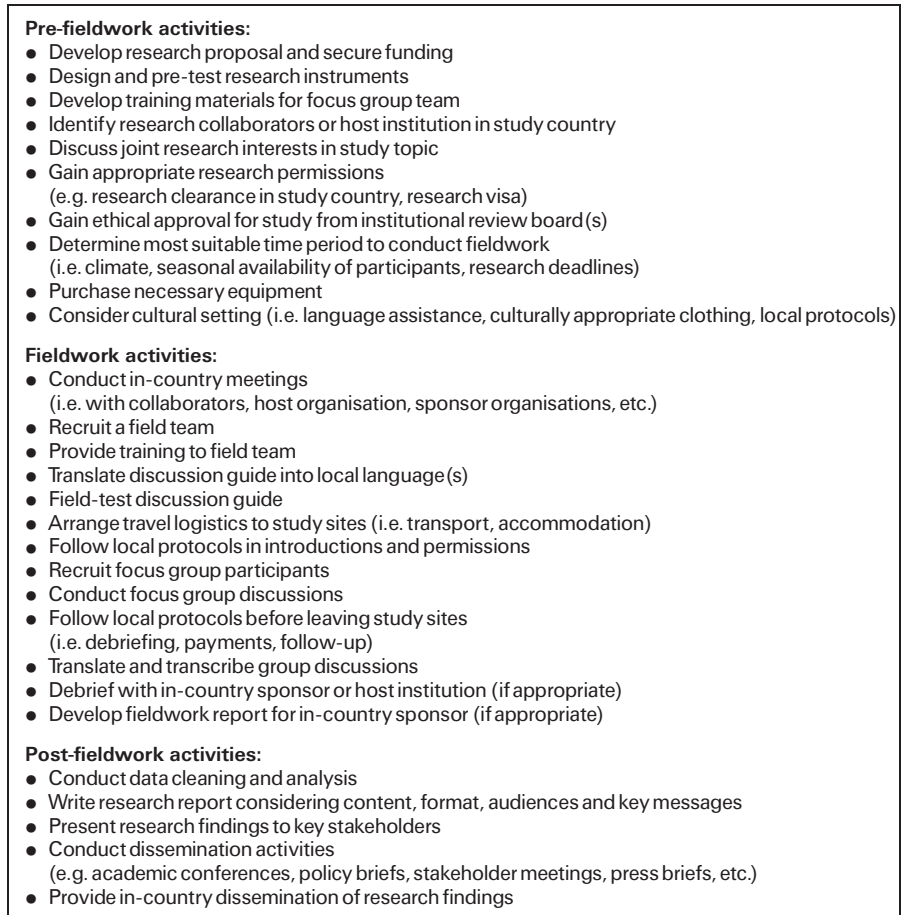 Pre-fieldwork activities:
● Develop research proposal and secure funding
● Design and pre-test research instruments
● Develop training materials for focus group team
● Identify research collaborators or host institution in study country
● Discuss joint research interests in study topic
● Gain appropriate research permissions
(e.g. research clearance in study country, research visa)
● Gain ethical approval for study from institutional review board(s)
● Determine most suitable time period to conduct fieldwork
(i.e. climate, seasonal availability of participants, research deadlines)
● Purchase necessary equipment
● Consider cultural setting (i.e. language assistance, culturally appropriate clothing, local protocols)
Fieldwork activities:
● Conduct in-country meetings
(i.e. with collaborators, host organisation, sponsor organisations, etc.)
● Recruit a field team
● Provide training to field team
● Translate discussion guide into local language(s)
● Field-test discussion guide
● Arrange travel logistics to study sites (i.e. transport, accommodation)
● Follow local protocols in introductions and permissions
● Recruit focus group participants
● Conduct focus group discussions
● Follow local protocols before leaving study sites
(i.e. debriefing, payments, follow-up)
● Translate and transcribe group discussions
● Debrief with in-country sponsor or host institution (if appropriate)
● Develop fieldwork report for in-country sponsor (if appropriate)
Post-fieldwork activities:
● Conduct data cleaning and analysis
● Write research report considering content, format, audiences and key messages
● Present research findings to key stakeholders
● Conduct dissemination activities
(e.g. academic conferences, policy briefs, stakeholder meetings, press briefs, etc.)
● Provide in-country dissemination of research findings